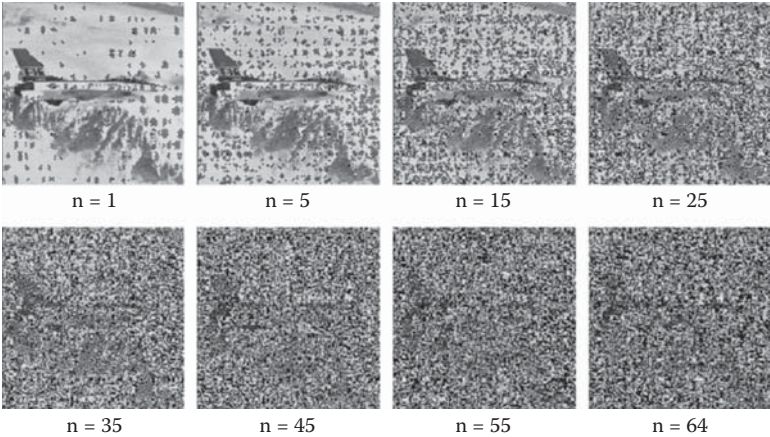 n = 1
n = 5
n = 15
n = 25
n = 35
n = 45
n = 55
n = 64